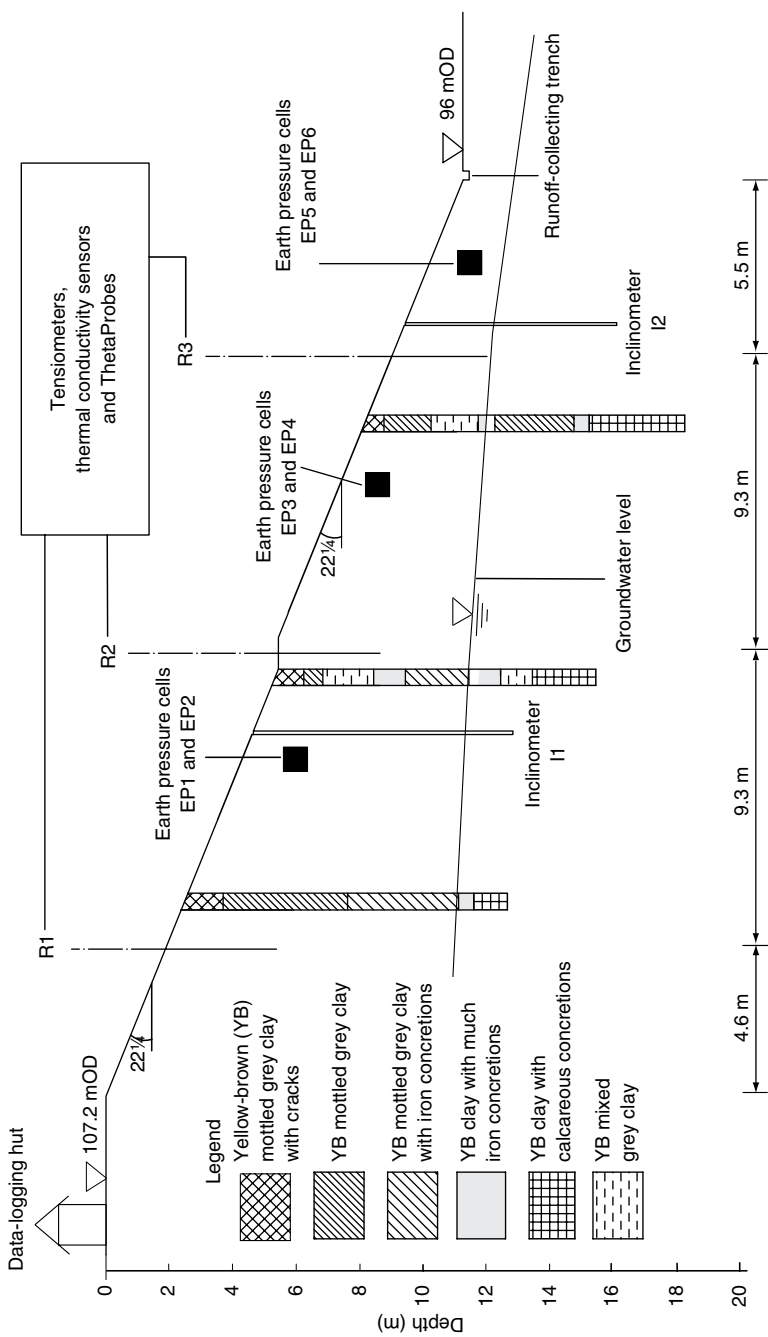 Data-logging hut
107.2 mOD
22¼
R1
R2
R3
Tensiometers,
thermal conductivity sensors
and ThetaProbes
Earth pressure cells
EP1 and EP2
Earth pressure cells
EP3 and EP4
22¼
Earth pressure cells
EP5 and EP6
96 mOD
Runoff-collecting trench
Inclinometer
I1
Inclinometer
I2
Groundwater level
Legend
Yellow-brown (YB)
mottled grey clay
with cracks
YB mottled grey clay
YB mottled grey clay
with iron concretions
YB clay with much
iron concretions
YB clay with
calcareous concretions
YB mixed
grey clay
4.6 m
9.3 m
9.3 m
5.5 m
Depth (m)
0
2
4
6
8
10
12
14
16
18
20